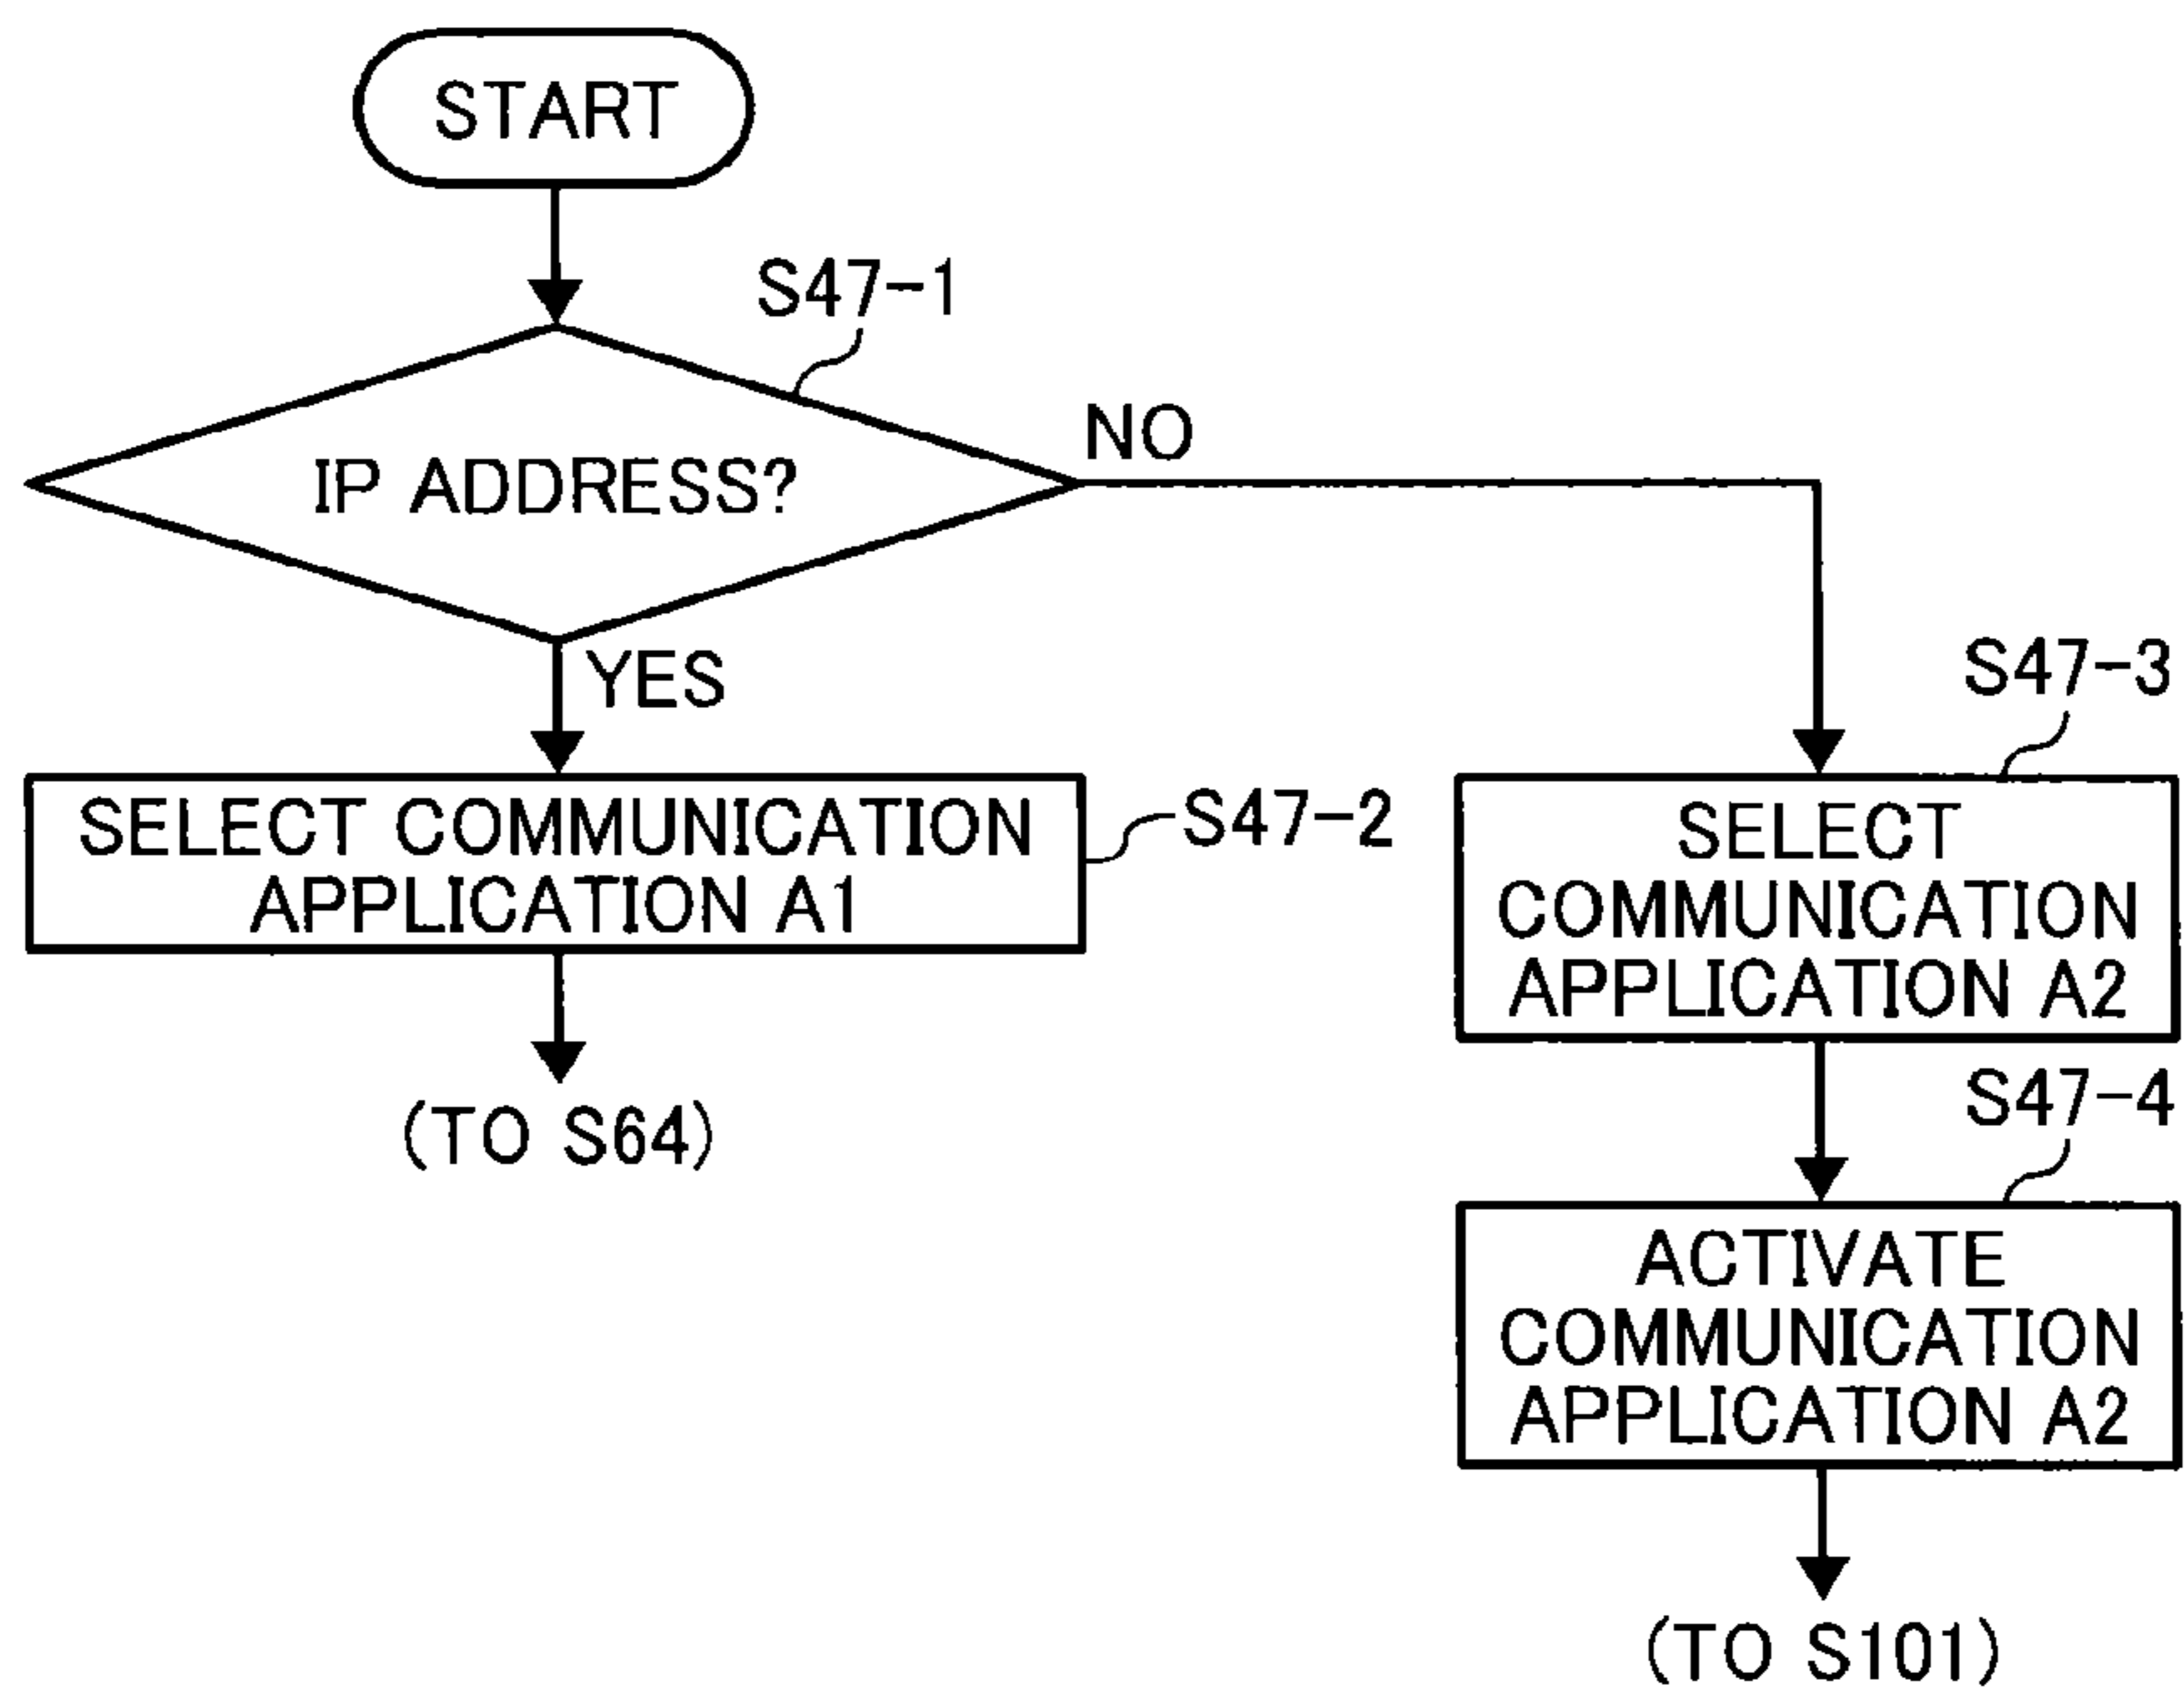 START
S47-1
IP ADDRESS?
NO
YES
SELECT COMMUNICATION
APPLICATION A1
S47-2
(TO S64)
S47-3
SELECT
COMMUNICATION
APPLICATION A2
S47-4
ACTIVATE
COMMUNICATION
APPLICATION A2
(TO S101)